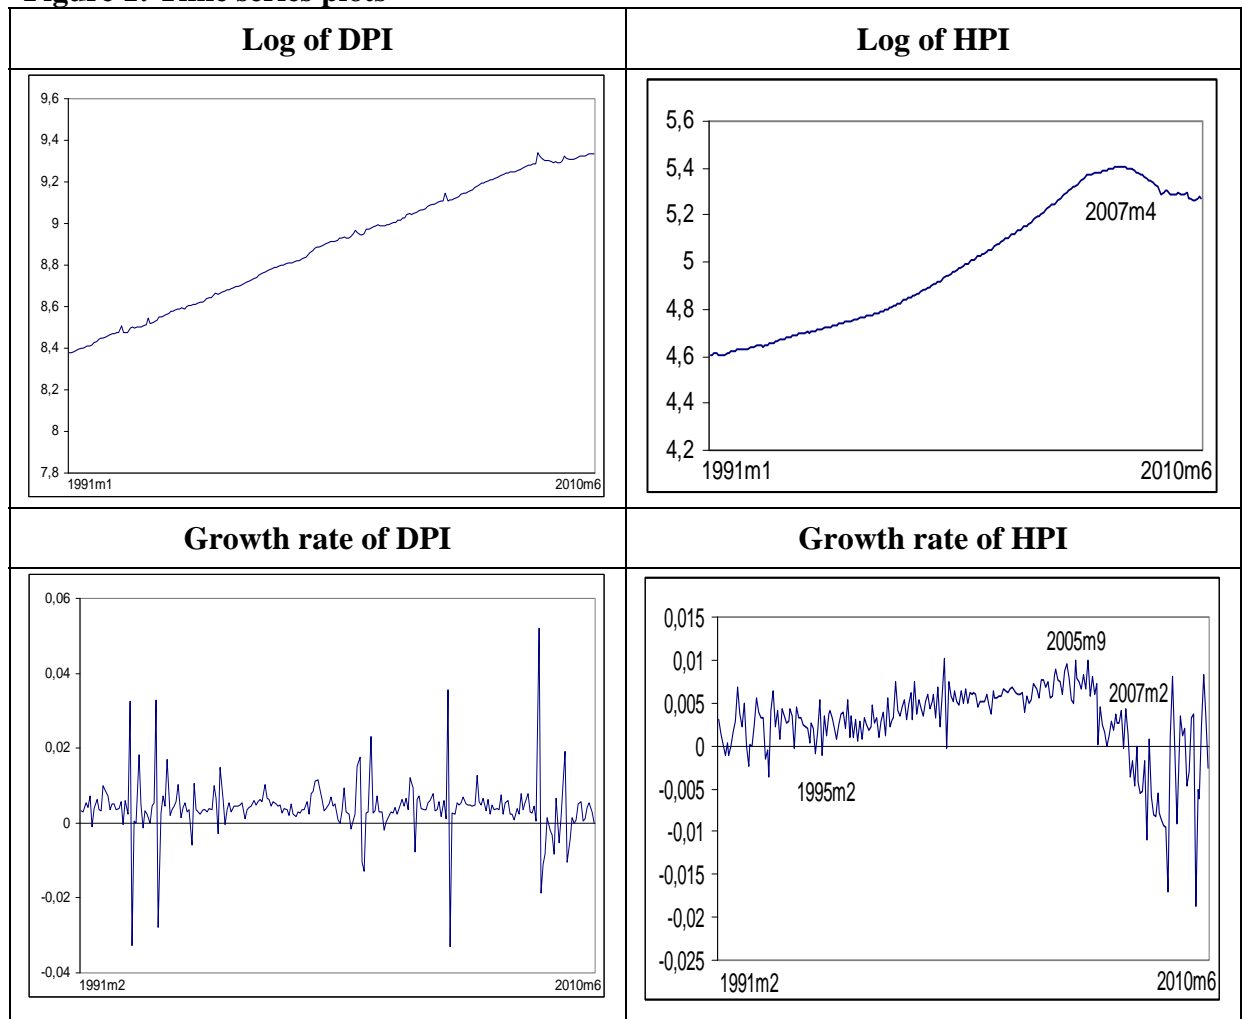 Log of DPI
Log of HPI
9,6
9,4
9,2
9
8,8
8,6
8,4
8,2
8
7,8
1991m1
2010m6
5,6
5,4
5,2
5
4,8
4,6
4,4
4,2
2007m4
1991m1
2010m6
Growth rate of DPI
Growth rate of HPI
0,06
0,04
0,02
0
-0,02
-0,04
1991m2
2010m6
0,015
0,01
0,005
0
-0,005
-0,01
-0,015
-0,02
-0,025
2005m9
2007m2
1995m2
1991m2
2010m6